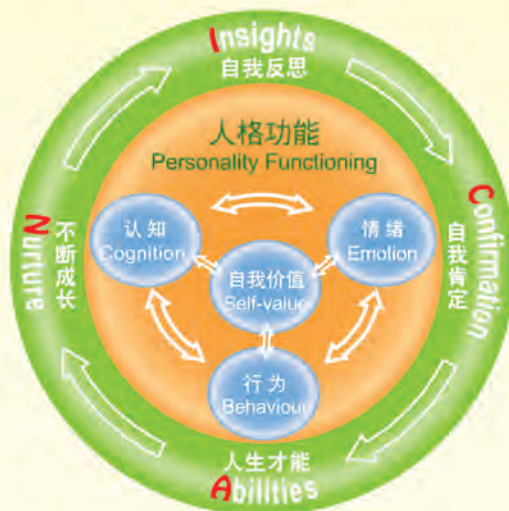 Insights
自我反思
人格功能
Personality Functioning
认知
Cognition
情绪
Emotion
自我价值
Self-value
行为
Behaviour
Confirmation
自我肯定
人生才能
Abilities
Nurture
不断成长